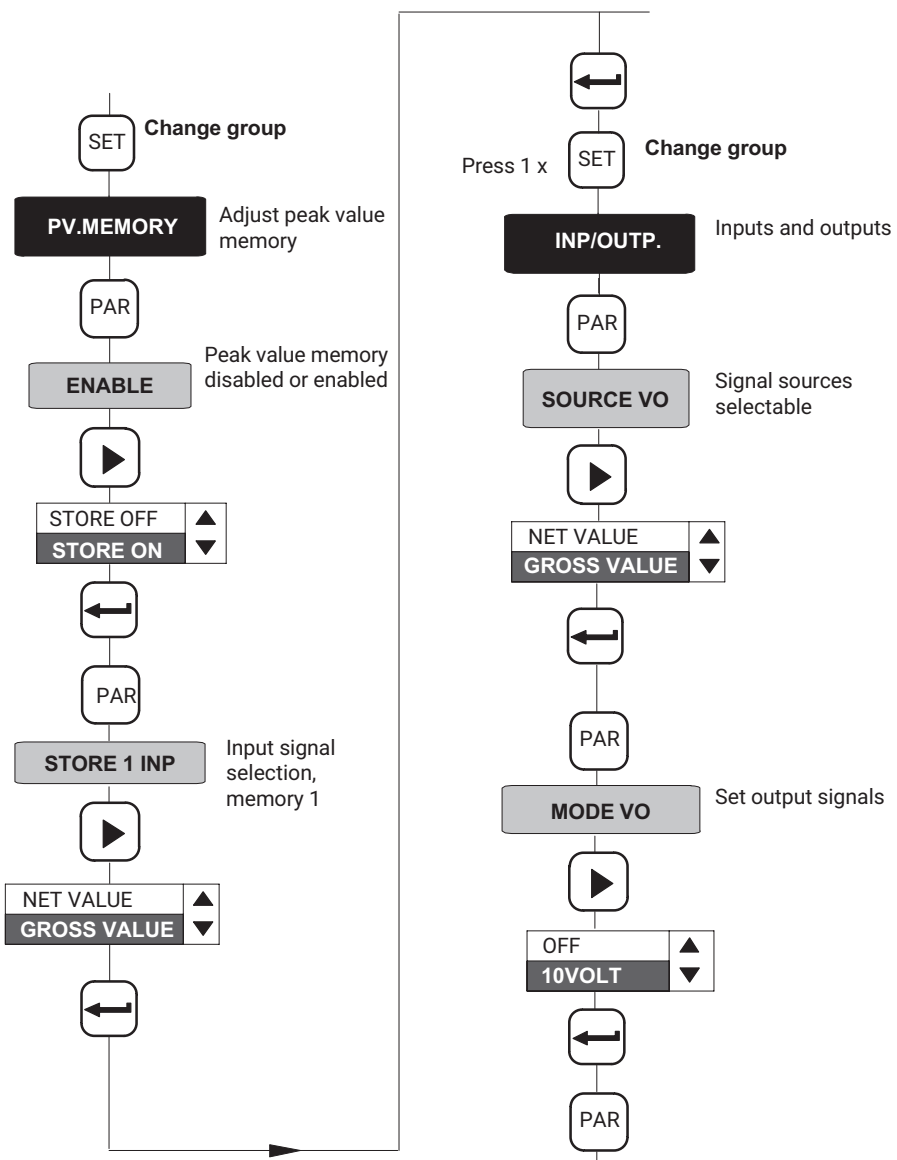 SET
Change group
PV.MEMORY
Adjust peak value
memory
PAR
ENABLE
Peak value memory
disabled or enabled
STORE OFF
STORE ON
PAR
STORE 1 INP
Input signal
selection,
memory 1
NET VALUE
GROSS VALUE
Press 1 x
SET
Change group
INP/OUTP.
Inputs and outputs
PAR
SOURCE VO
Signal sources
selectable
NET VALUE
GROSS VALUE
PAR
MODE VO
Set output signals
OFF
10VOLT
PAR